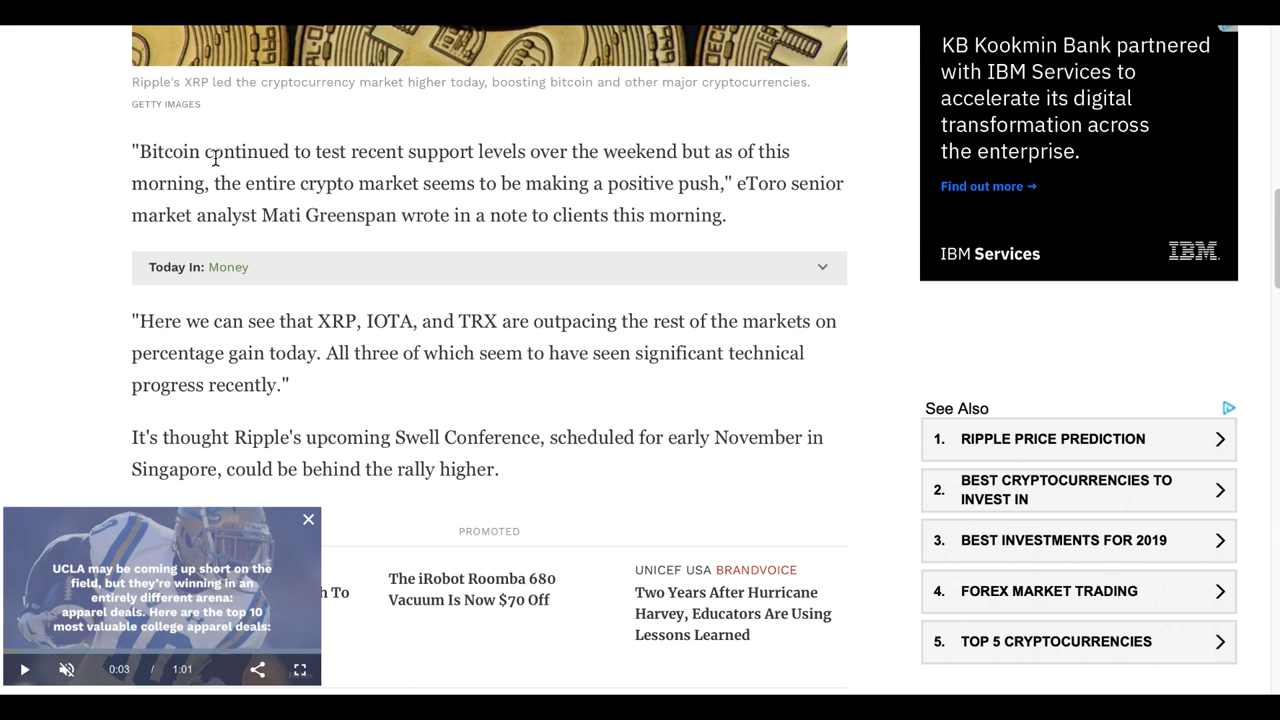 Ripple's XRP led the cryptocurrency market higher today, boosting bitcoin and other major cryptocurrencies.
GETTY IMAGES
"Bitcoin continued to test recent support levels over the weekend but as of this
morning, the entire crypto market seems to be making a positive push," eToro senior
market analyst Mati Greenspan wrote in a note to clients this morning.
Today In: Money
"Here we can see that XRP, IOTA, and TRX are outpacing the rest of the markets on
percentage gain today. All three of which seem to have seen significant technical
progress recently."
It's thought Ripple's upcoming Swell Conference, scheduled for early November in
Singapore, could be behind the rally higher.
PROMOTED
h To
The iRobot Roomba 680
Vacuum Is Now $70 Off
UNICEF USA BRANDVOICE
Two Years After Hurricane
Harvey, Educators Are Using
Lessons Learned
UCLA may be coming up short on the
field, but they're winning in an
entirely different arena:
apparel deals. Here are the top 10
most valuable college apparel deals:
0:03 / 1:01
KB Kookmin Bank partnered
with IBM Services to
accelerate its digital
transformation across
the enterprise.
Find out more →
IBM Services
IBM
See Also
1. RIPPLE PRICE PREDICTION
2. BEST CRYPTOCURRENCIES TO
INVEST IN
3. BEST INVESTMENTS FOR 2019
4. FOREX MARKET TRADING
5. TOP 5 CRYPTOCURRENCIES